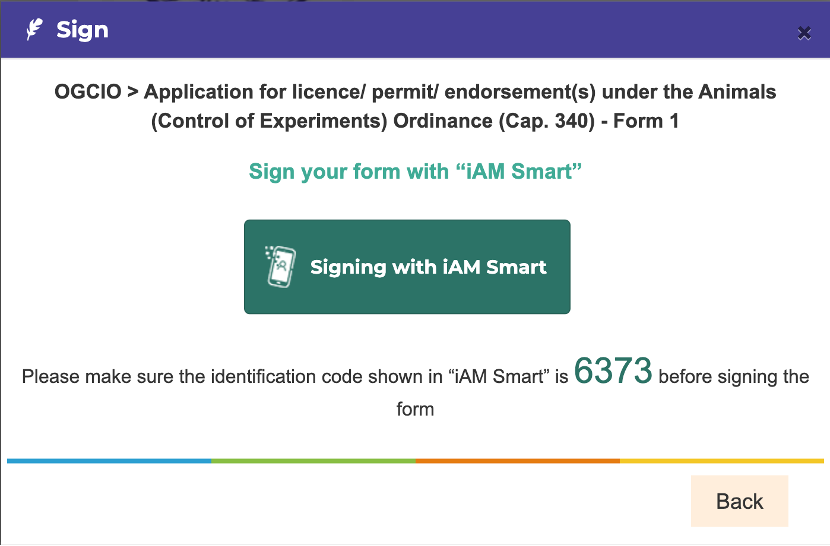 Sign
OGCIO > Application for licence/ permit/ endorsement(s) under the Animals
(Control of Experiments) Ordinance (Cap. 340) - Form 1
Sign your form with “iAM Smart”
Signing with iAM Smart
Please make sure the identification code shown in “iAM Smart” is 6373 before signing the
form
Back